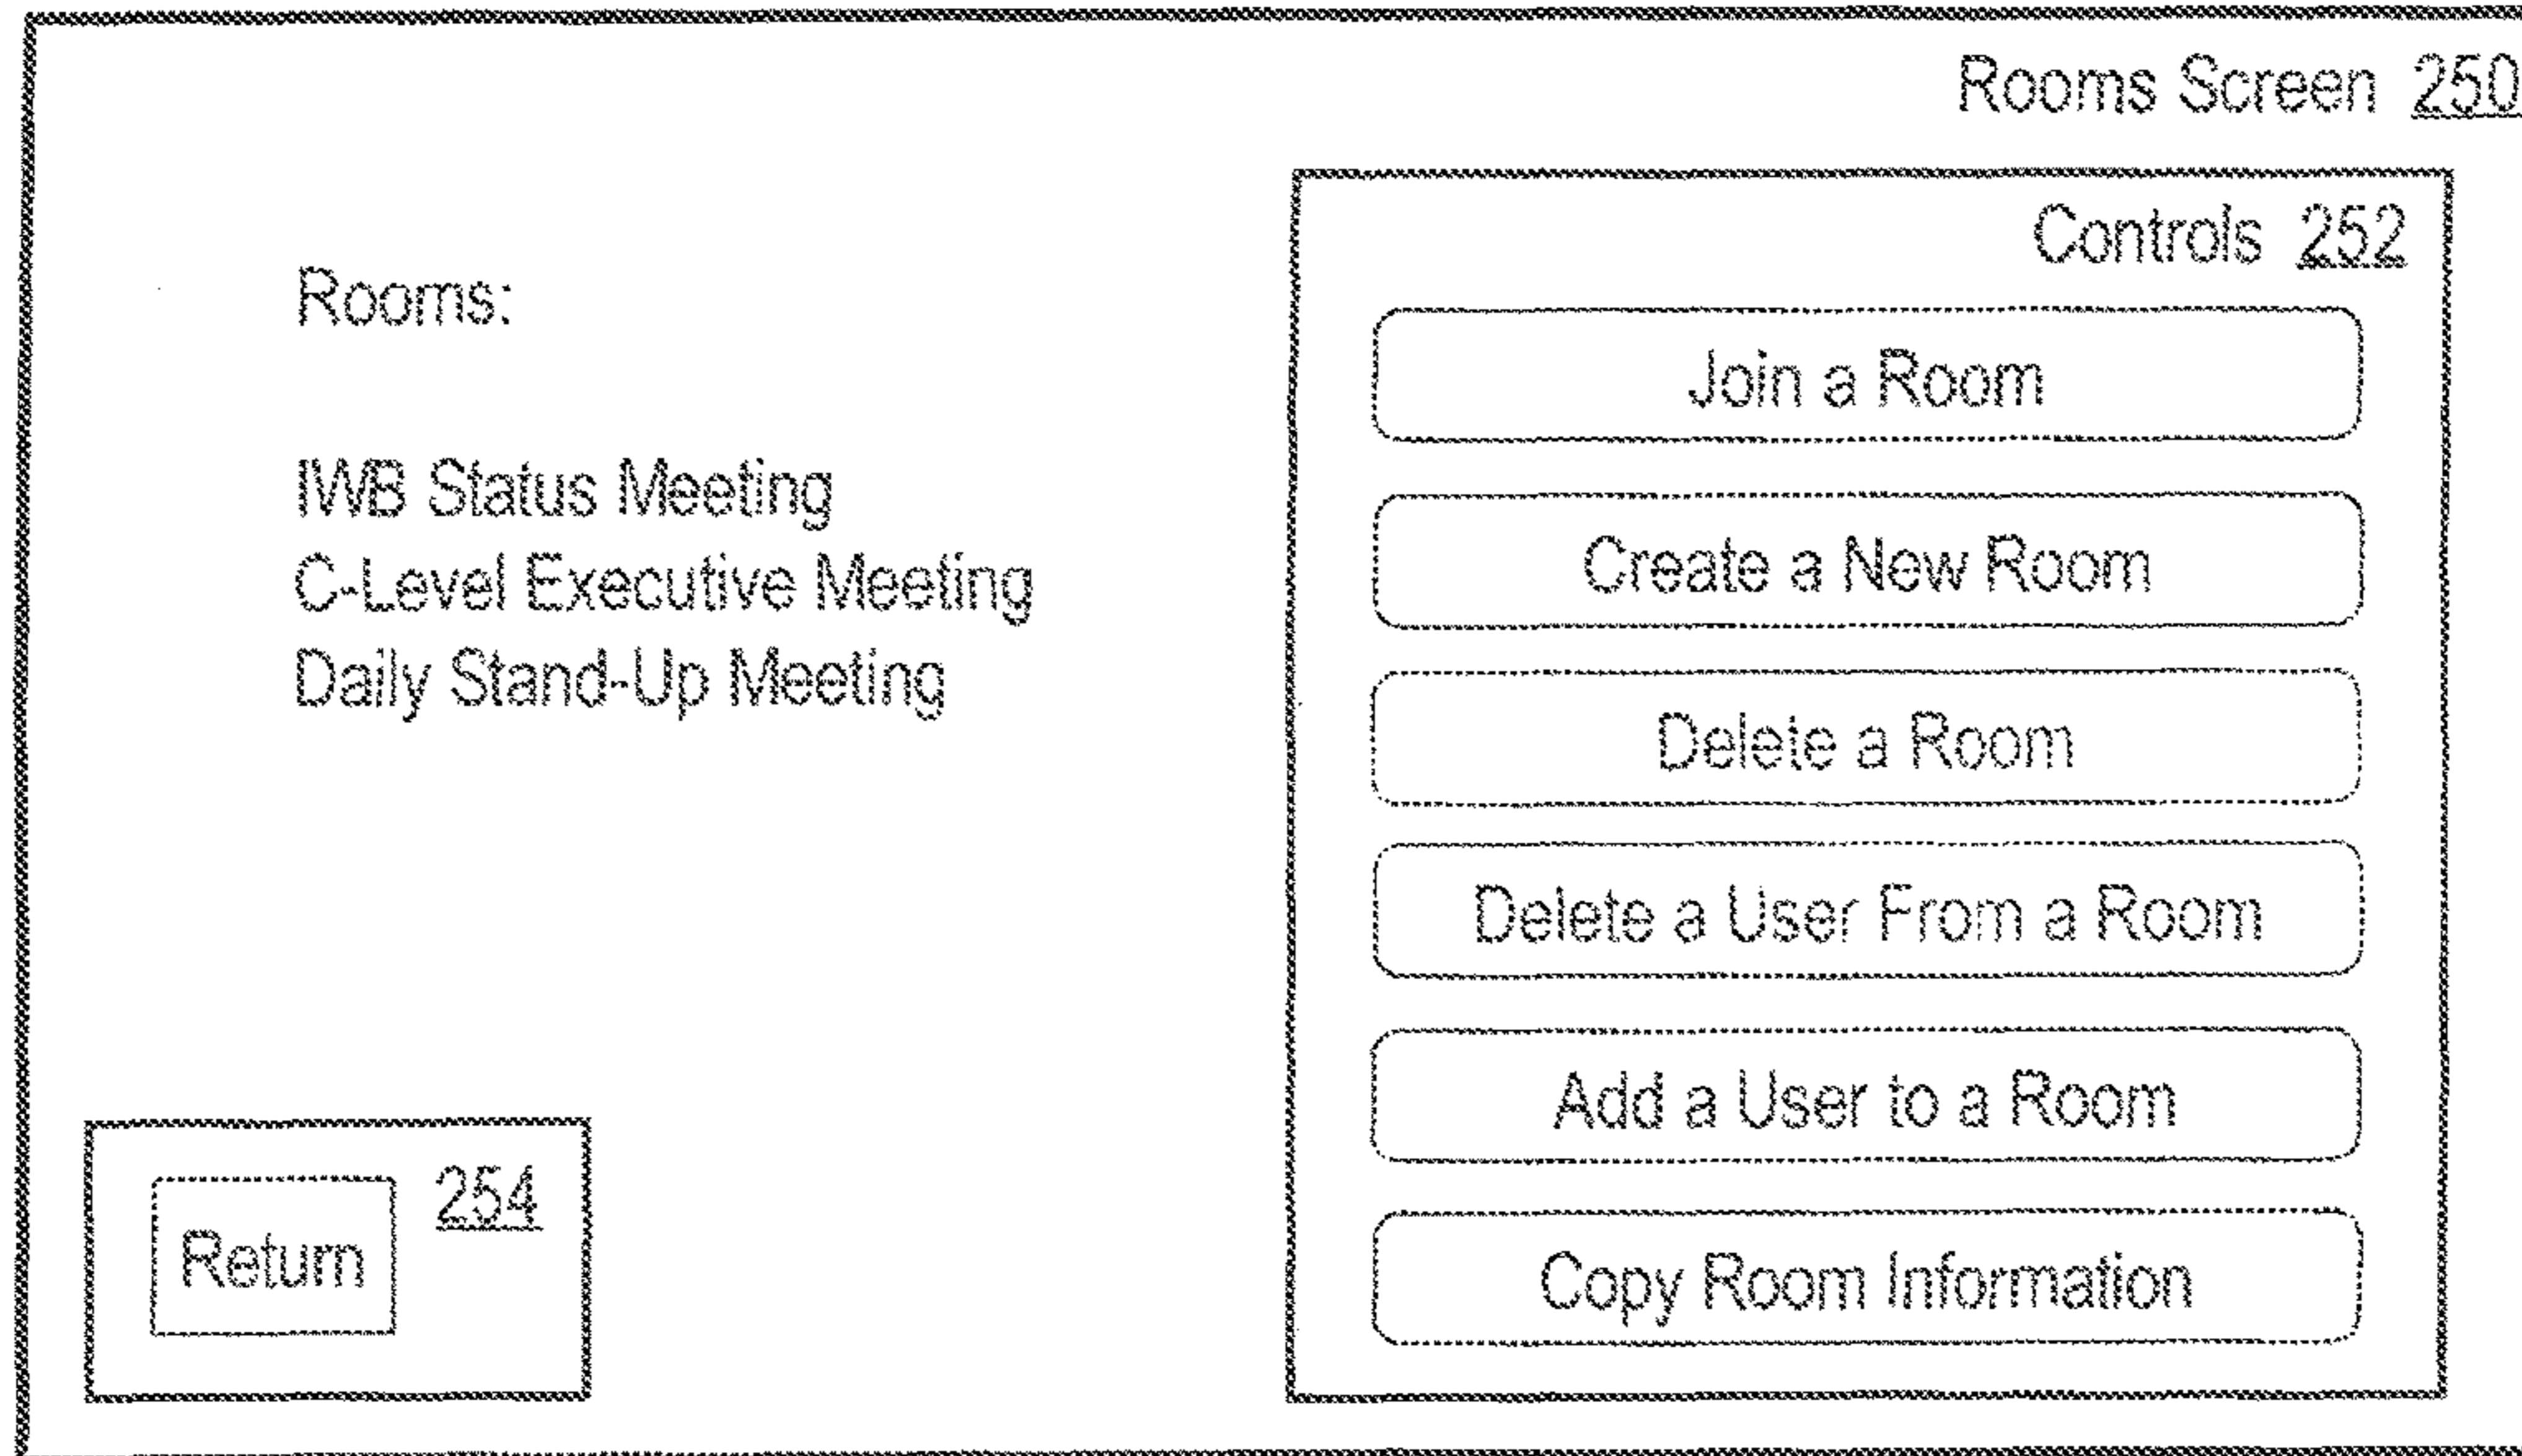 Rooms Screen 250
Rooms:
IWB Status Meeting
C-Level Executive Meeting
Daily Stand-Up Meeting
Controls 252
Join a Room
Create a New Room
Delete a Room
Delete a User From a Room
Add a User to a Room
Copy Room Information
254
Return